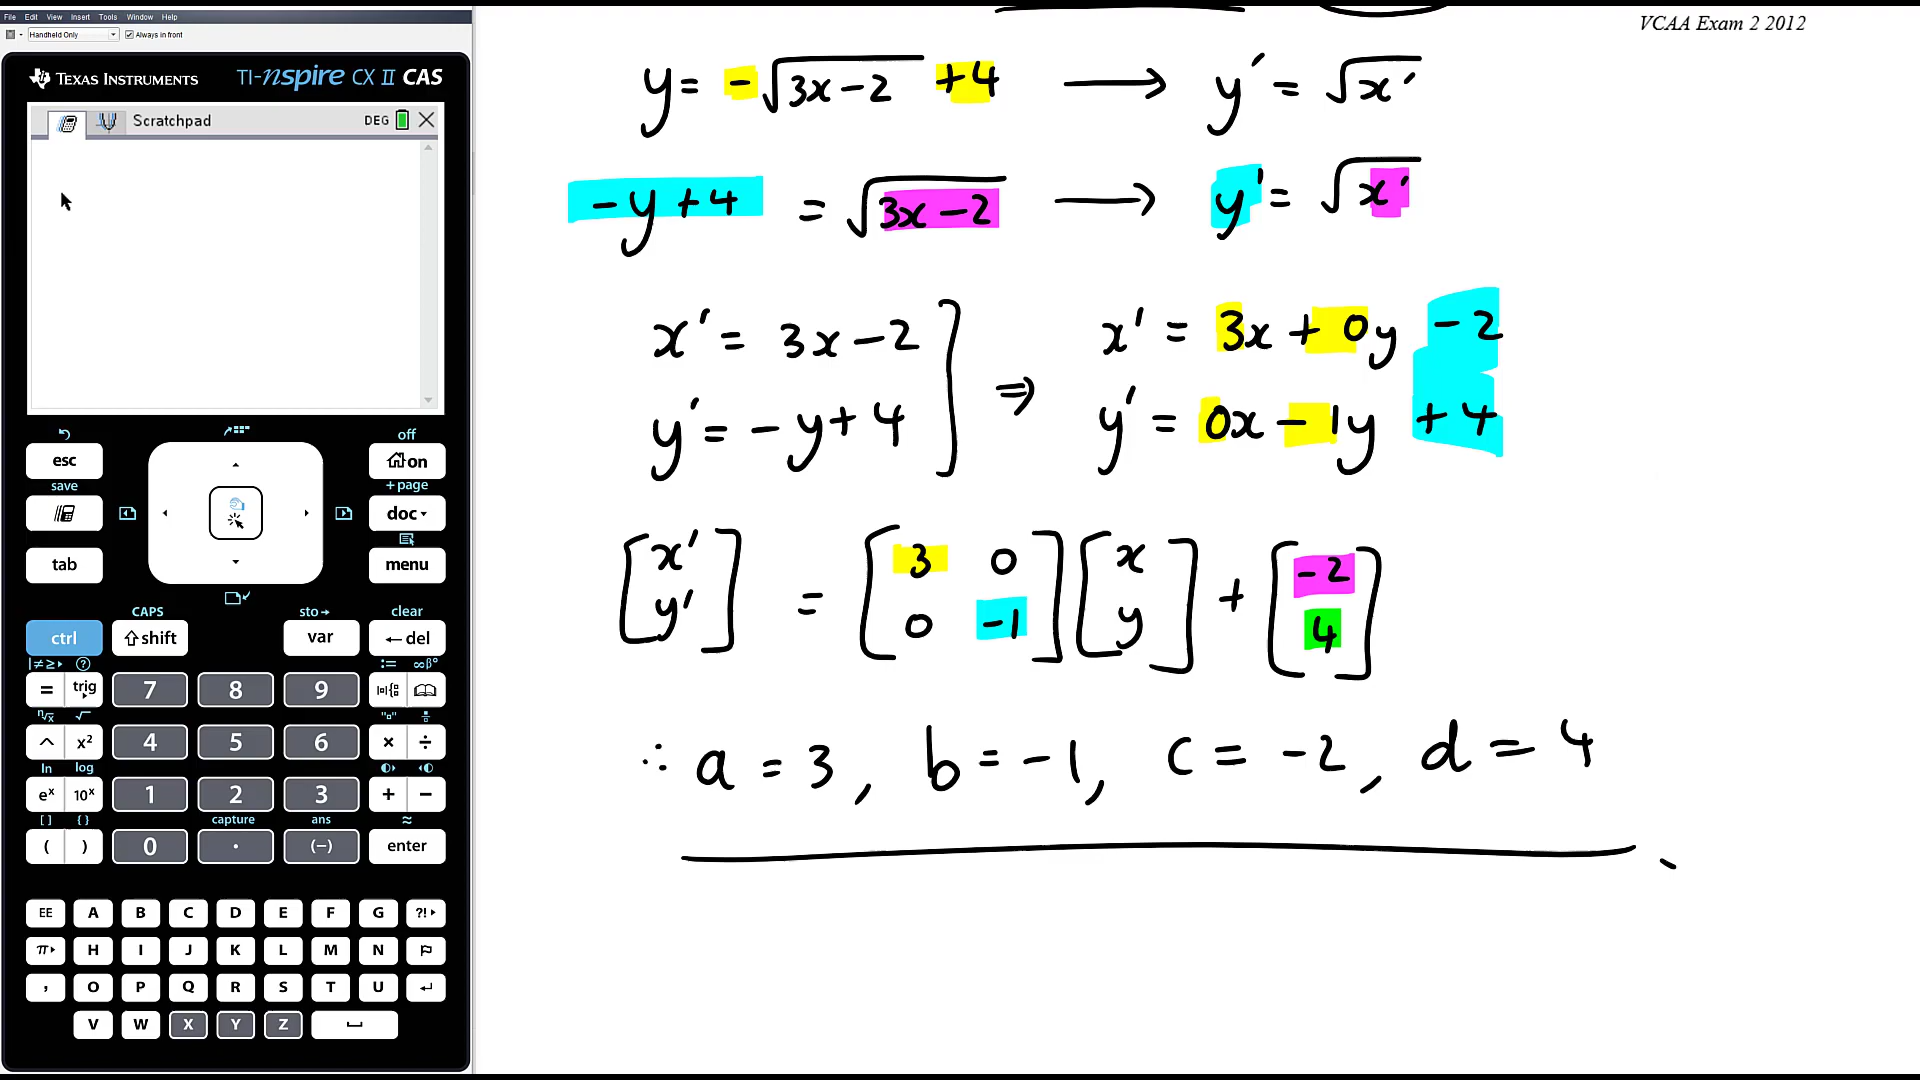 File Edit View Insert Tools Window Help
Handheld Only Always in front
TEXAS INSTRUMENTS TI-nspire CX II CAS
Scratchpad DEG
off
esc on
save + page
doc
tab menu
CAPS sto→ clear
ctrl ⇧shift var ← del
|≠≥▸ ? := ∞β°
= trig 7 8 9
ⁿ√x √ "▫"
^ x² 4 5 6 × ÷
ln log
eˣ 10ˣ 1 2 3 + −
[ ] { } capture ans ≈
( ) 0 . (−) enter
EE A B C D E F G ?!▸
π▸ H I J K L M N
, O P Q R S T U ↵
V W X Y Z
VCAA Exam 2 2012
y = -√(3x-2) +4 → y' = √x'
-y+4 = √(3x-2) → y' = √x'
x' = 3x-2 ] ⇒ x' = 3x + 0y -2
y' = -y+4 y' = 0x - 1y + 4
[x' y'] = [3 0 0 -1] [x y] + [-2 4]
∴ a = 3, b = -1, c = -2, d = 4